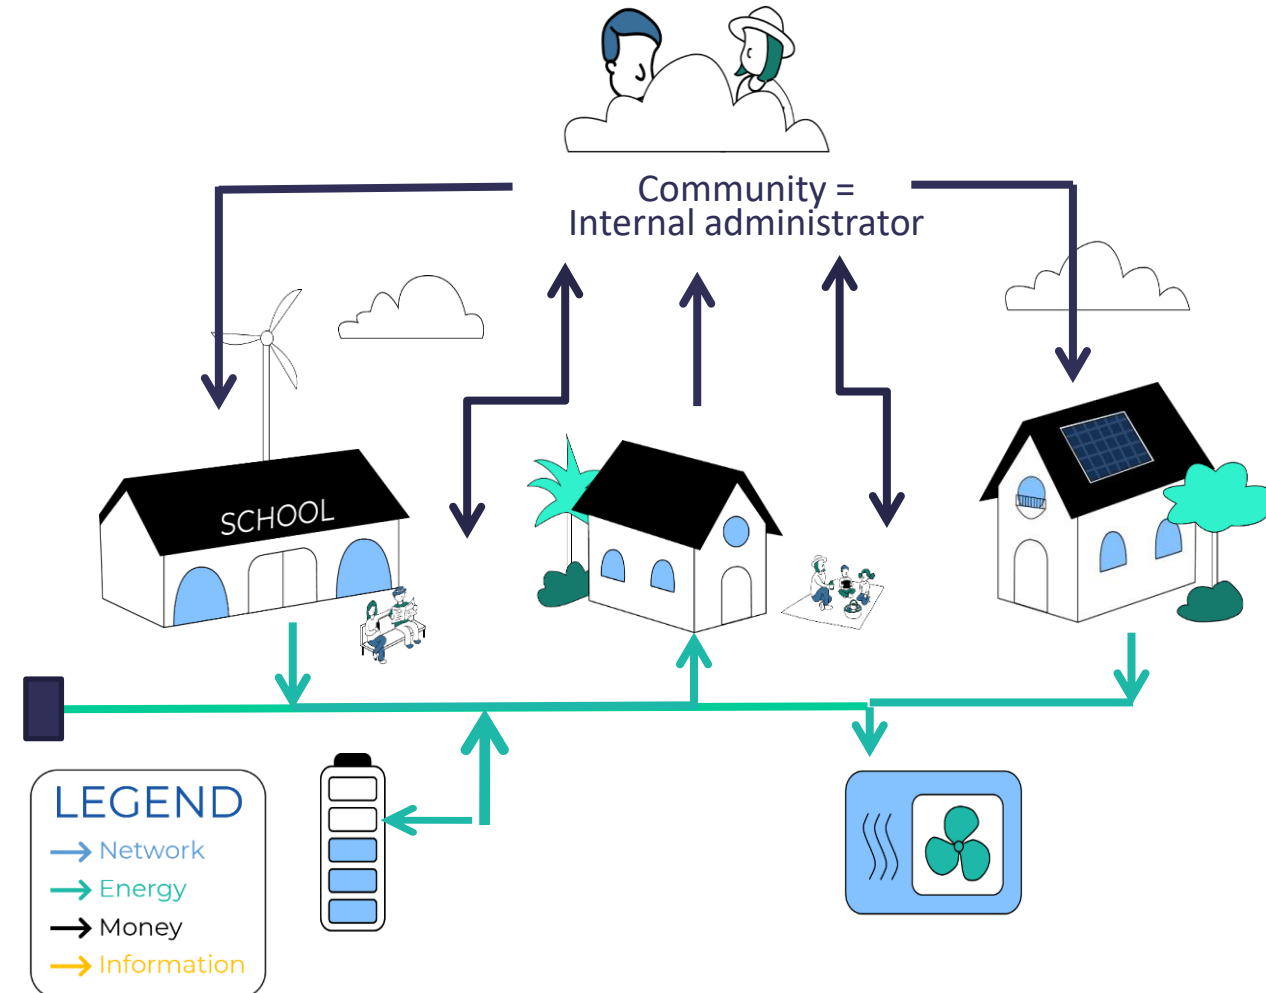 Community =
Internal administrator
SCHOOL
LEGEND
Network
Energy
Money
Information